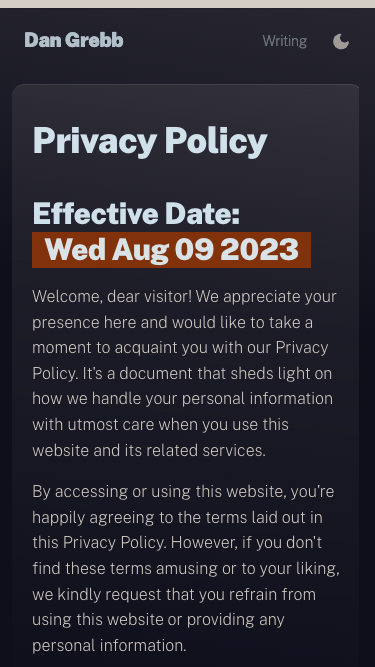 Dan Grebb
Writing
Privacy Policy
Effective Date:
Wed Aug 09 2023
Welcome, dear visitor! We appreciate your
presence here and would like to take a
moment to acquaint you with our Privacy
Policy. It's a document that sheds light on
how we handle your personal information
with utmost care when you use this
website and its related services.
By accessing or using this website, you're
happily agreeing to the terms laid out in
this Privacy Policy. However, if you don't
find these terms amusing or to your liking,
we kindly request that you refrain from
using this website or providing any
personal information.